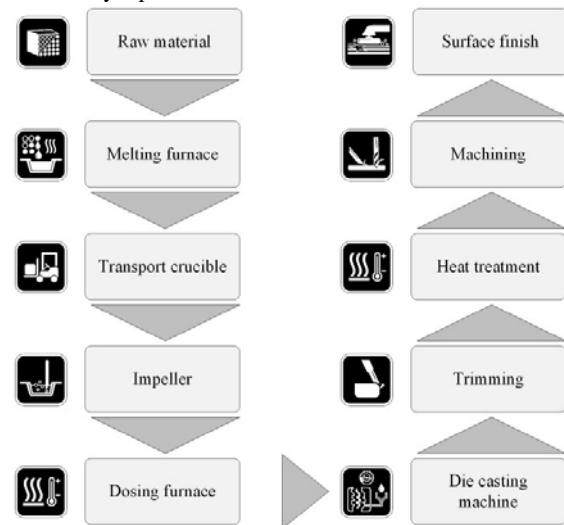 Raw material
Melting furnace
Transport crucible
Impeller
Dosing furnace
Die casting
machine
Trimming
Heat treatment
Machining
Surface finish